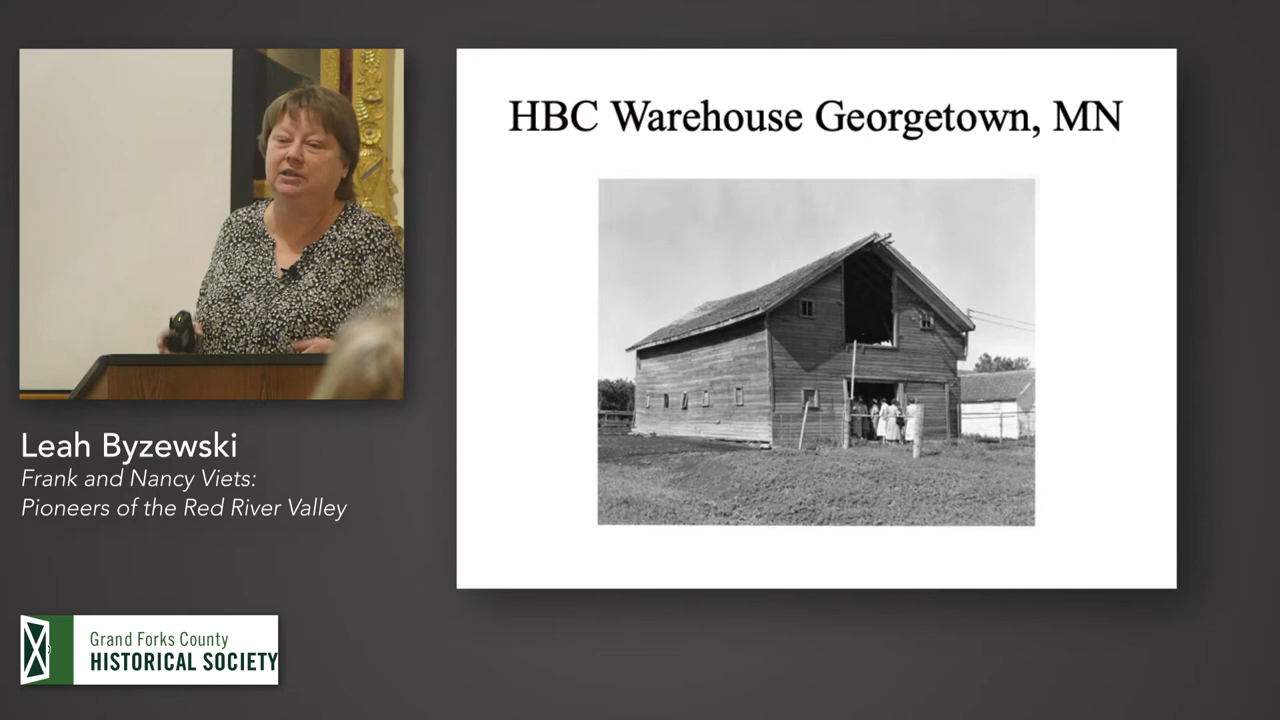 HBC Warehouse Georgetown, MN
Leah Byzewski
Frank and Nancy Viets:
Pioneers of the Red River Valley
Grand Forks County
HISTORICAL SOCIETY